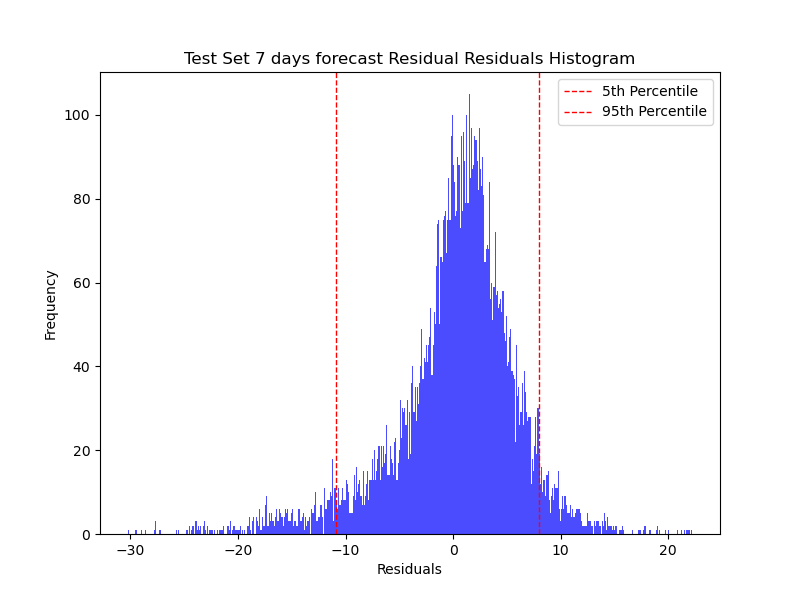 Test Set 7 days forecast Residual Residuals Histogram
5th Percentile
95th Percentile
Frequency
100
80
60
40
20
0
−30
−20
−10
0
10
20
Residuals